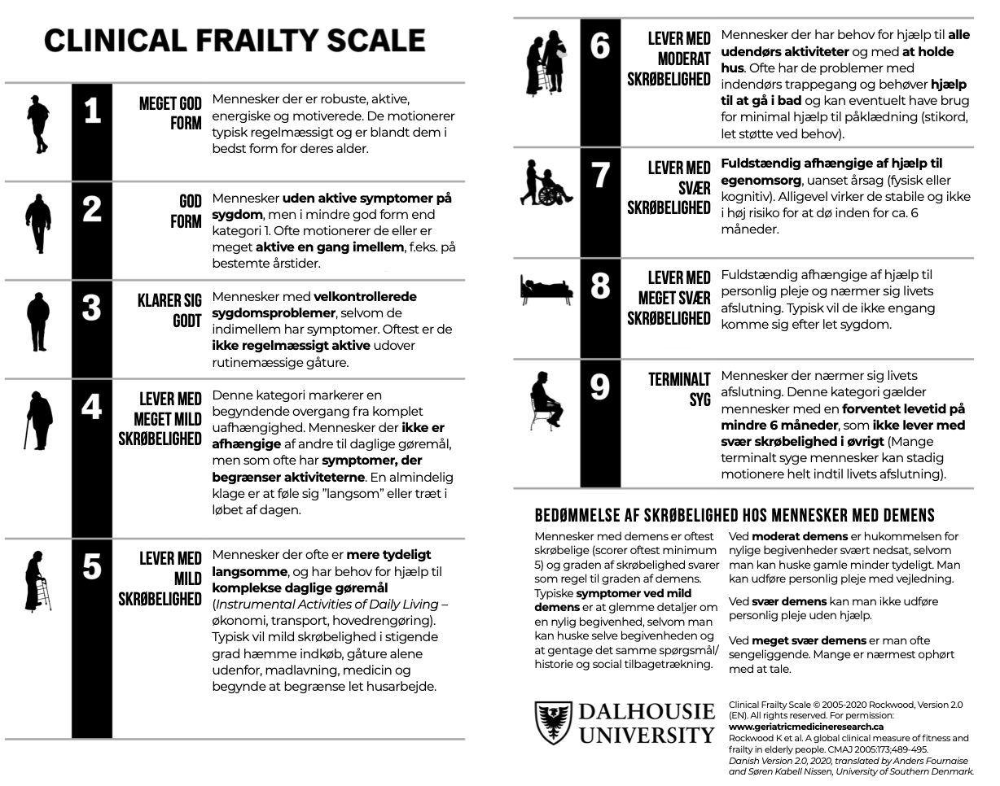 CLINICAL FRAILTY SCALE
1
MEGET GOD
FORM
Mennesker der er robuste, aktive,
energiske og motiverede. De motionerer
typisk regelmæssigt og er blandt dem i
bedst form for deres alder.
2
GOD
FORM
Mennesker uden aktive symptomer på
sygdom, men i mindre god form end
kategori 1. Ofte motionerer de eller er
meget aktive en gang imellem, f.eks. på
bestemte årstider.
3
KLARER SIG
GODT
Mennesker med velkontrollerede
sygdomsproblemer, selvom de
indimellem har symptomer. Oftest er de
ikke regelmæssigt aktive udover
rutinemæssige gåture.
4
LEVER MED
MEGET MILD
SKRØBELIGHED
Denne kategori markerer en
begyndende overgang fra komplet
uafhængighed. Mennesker der ikke er
afhængige af andre til daglige gøremål,
men som ofte har symptomer, der
begrænser aktiviteterne. En almindelig
klage er at føle sig ”langsom” eller træt i
løbet af dagen.
5
LEVER MED
MILD
SKRØBELIGHED
Mennesker der ofte er mere tydeligt
langsomme, og har behov for hjælp til
komplekse daglige gøremål
(Instrumental Activities of Daily Living –
økonomi, transport, hovedrengøring).
Typisk vil mild skrøbelighed i stigende
grad hæmme indkøb, gåture alene
udenfor, madlavning, medicin og
begynde at begrænse let husarbejde.
6
LEVER MED
MODERAT
SKRØBELIGHED
Mennesker der har behov for hjælp til alle
udendørs aktiviteter og med at holde
hus. Ofte har de problemer med
indendørs trappegang og behøver hjælp
til at gå i bad og kan eventuelt have brug
for minimal hjælp til påklædning (stikord,
let støtte ved behov).
7
LEVER MED
SVÆR
SKRØBELIGHED
Fuldstændig afhængige af hjælp til
egenomsorg, uanset årsag (fysisk eller
kognitiv). Alligevel virker de stabile og ikke
i høj risiko for at dø inden for ca. 6
måneder.
8
LEVER MED
MEGET SVÆR
SKRØBELIGHED
Fuldstændig afhængige af hjælp til
personlig pleje og nærmer sig livets
afslutning. Typisk vil de ikke engang
komme sig efter let sygdom.
9
TERMINALT
SYG
Mennesker der nærmer sig livets
afslutning. Denne kategori gælder
mennesker med en forventet levetid på
mindre 6 måneder, som ikke lever med
svær skrøbelighed i øvrigt (Mange
terminalt syge mennesker kan stadig
motionere helt indtil livets afslutning).
BEDØMMELSE AF SKRØBELIGHED HOS MENNESKER MED DEMENS
Mennesker med demens er oftest
skrøbelige (scorer oftest minimum
5) og graden af skrøbelighed svarer
som regel til graden af demens.
Typiske symptomer ved mild
demens er at glemme detaljer om
en nylig begivenhed, selvom man
kan huske selve begivenheden og
at gentage det samme spørgsmål/
historie og social tilbagetrækning.
Ved moderat demens er hukommelsen for
nylige begivenheder svært nedsat, selvom
man kan huske gamle minder tydeligt. Man
kan udføre personlig pleje med vejledning.
Ved svær demens kan man ikke udføre
personlig pleje uden hjælp.
Ved meget svær demens er man ofte
sengeliggende. Mange er nærmest ophørt
med at tale.
DALHOUSIE
UNIVERSITY
Clinical Frailty Scale © 2005-2020 Rockwood, Version 2.0
(EN). All rights reserved. For permission:
www.geriatricmedicineresearch.ca
Rockwood K et al. A global clinical measure of fitness and
frailty in elderly people. CMAJ 2005;173;489-495.
Danish Version 2.0, 2020, translated by Anders Fournaise
and Søren Kabell Nissen, University of Southern Denmark.